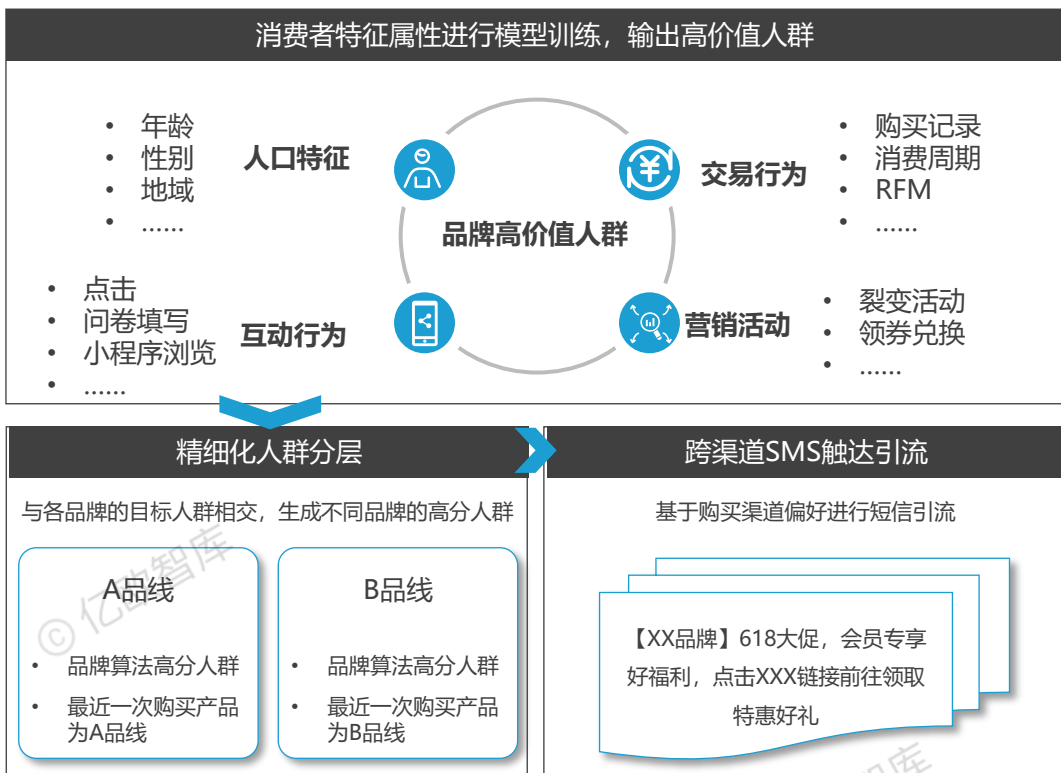 消费者特征属性进行模型训练，输出高价值人群
• 年龄
• 性别
• 地域
• ……
人口特征
交易行为
• 购买记录
• 消费周期
• RFM
• ……
品牌高价值人群
• 点击
• 问卷填写
• 小程序浏览
• ……
互动行为
营销活动
• 裂变活动
• 领券兑换
• ……
精细化人群分层
与各品牌的目标人群相交，生成不同品牌的高分人群
A品线
• 品牌算法高分人群
• 最近一次购买产品
为A品线
B品线
• 品牌算法高分人群
• 最近一次购买产品
为B品线
跨渠道SMS触达引流
基于购买渠道偏好进行短信引流
【XX品牌】618大促，会员专享
好福利，点击XXX链接前往领取
特惠好礼
© 亿欧智库